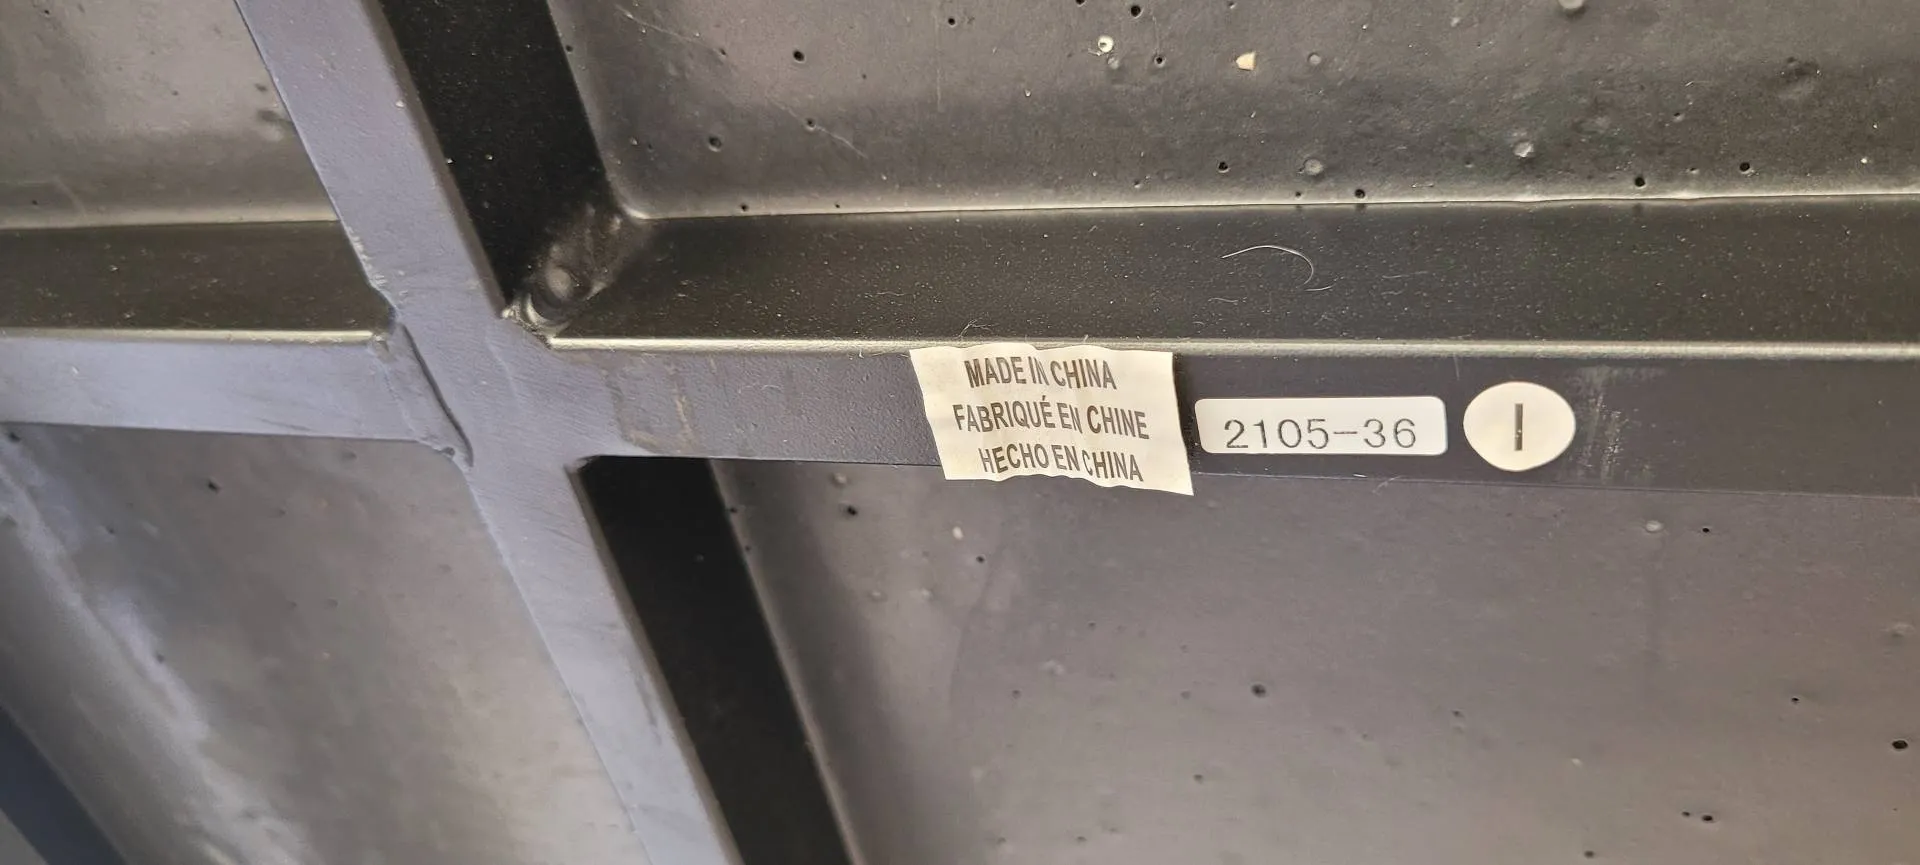 MADE IN CHINA
FABRIQUÉ EN CHINE
HECHO EN CHINA
2105-36
I